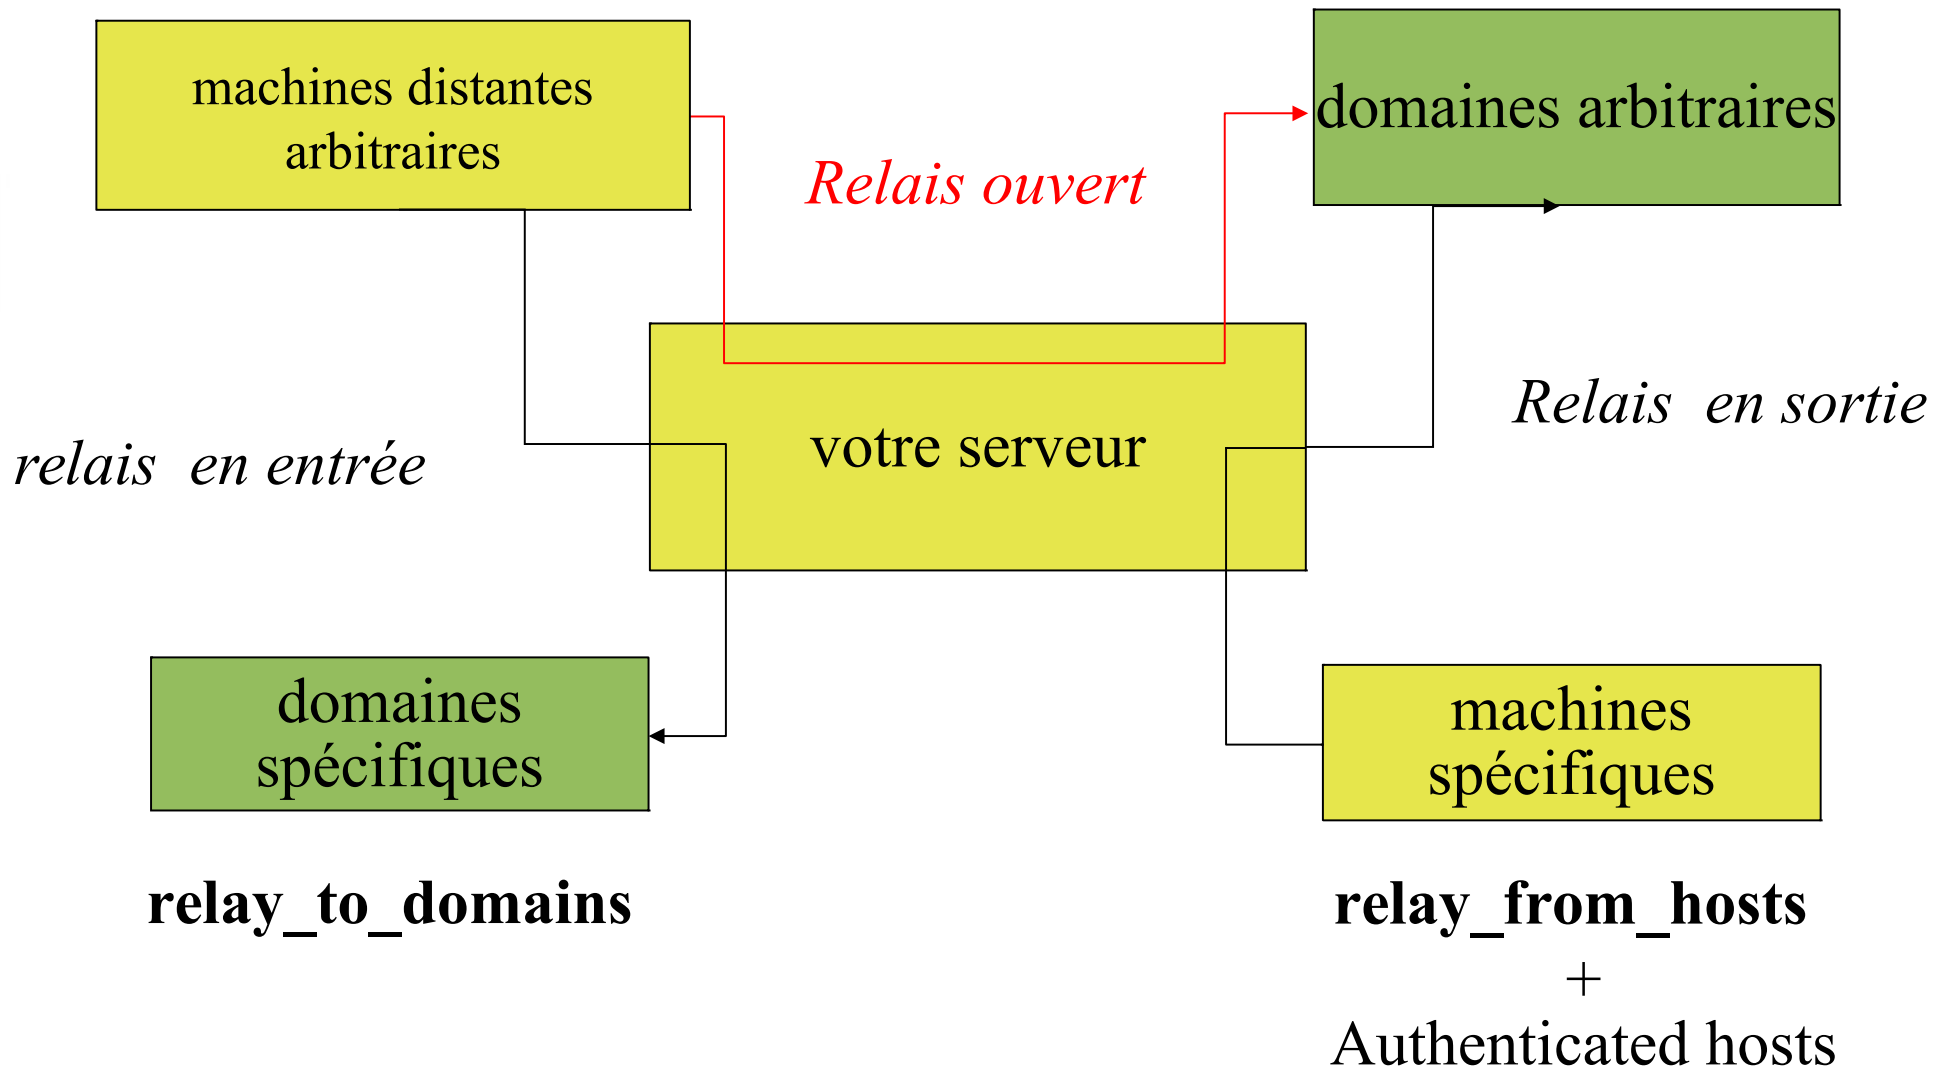 machines distantes
arbitraires
domaines arbitraires
Relais ouvert
votre serveur
Relais en sortie
relais en entrée
domaines
spécifiques
machines
spécifiques
relay_to_domains
relay_from_hosts
+
Authenticated hosts